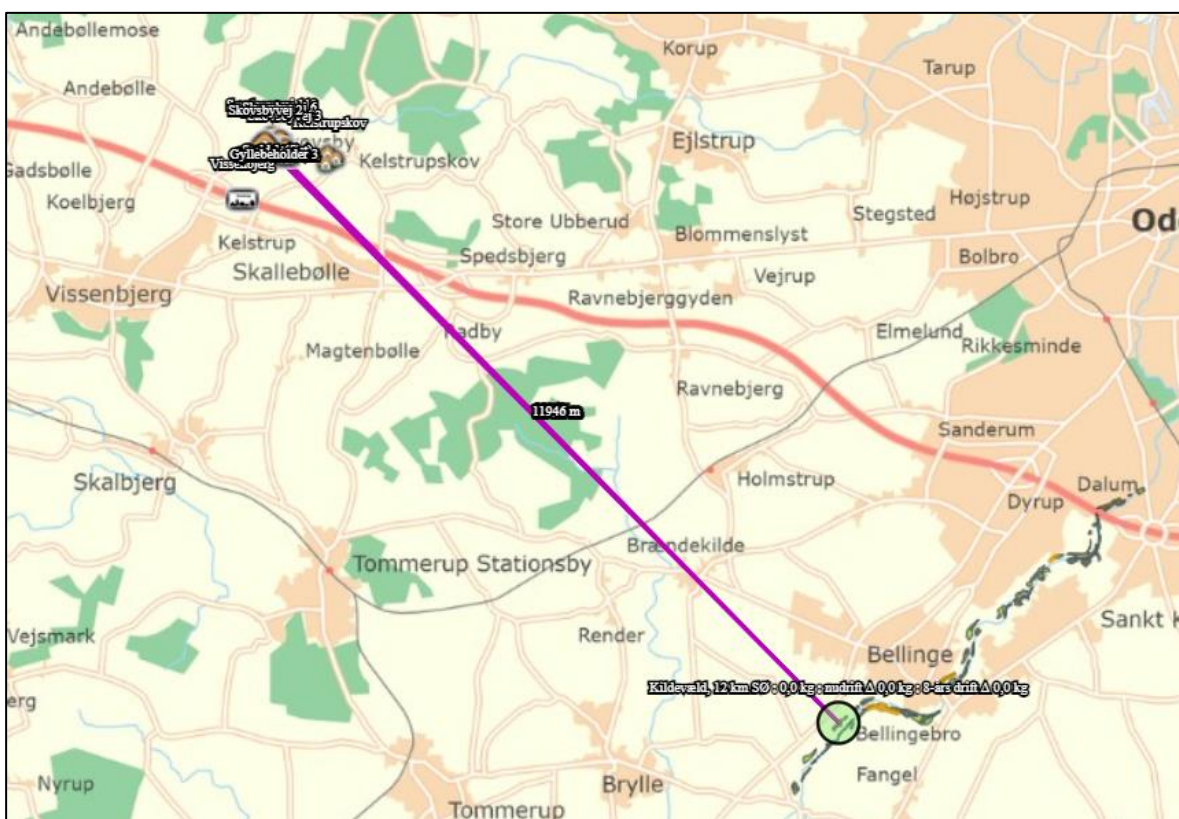 Andebøllemose
Korup
Tarup
Andebølle
Skovsbyvej 2
Kelstrupskov
Ejlstrup
Gyllebeholder 3
Kelstrupskov
Gadsbølle
Vissenbjerg
Koelbjerg
Højstrup
Stegsted
Store Ubberud
Blommenslyst
Kelstrup
Spedsbjerg
Bolbro
Skallebølle
Vejrup
Vissenbjerg
Ravnebjerggyden
Elmelund
Rikkesminde
Radby
Magtenbølle
Ravnebjerg
11946 m
Sanderum
Skalbjerg
Holmstrup
Dalum
Dyrup
Brændekilde
Tommerup Stationsby
Sankt K
Vejsmark
Render
Bellinge
Kildevæld, 12 km SØ : 0,0 kg : nudrift Δ 0,0 kg : 8-års drift Δ 0,0 kg
Bellingebro
Fangel
Nyrup
Brylle
Tommerup